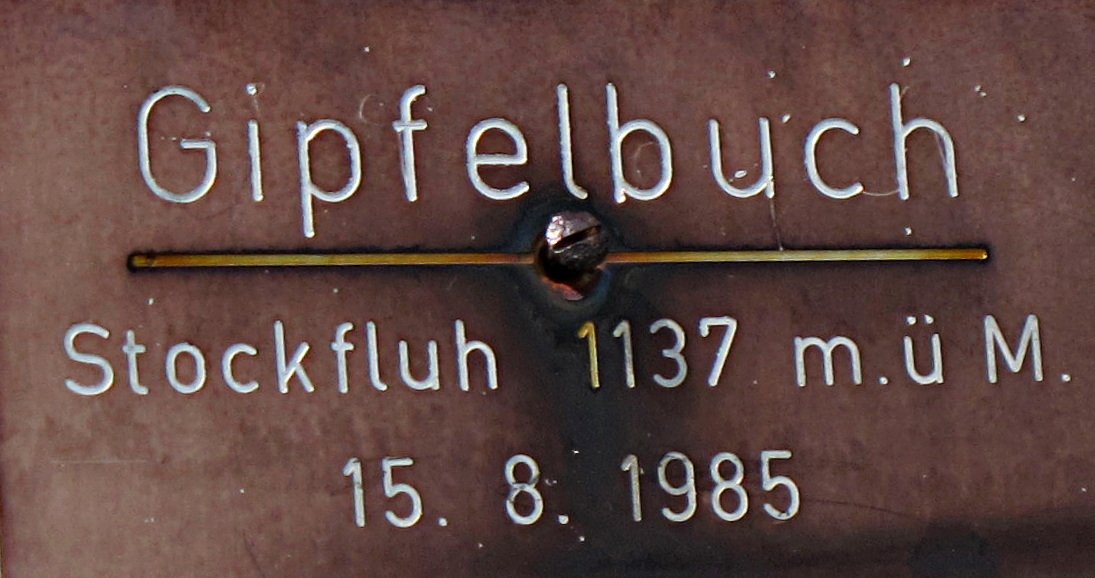 Gipfelbuch
Stockfluh 1137 m.ü M.
15. 8. 1985